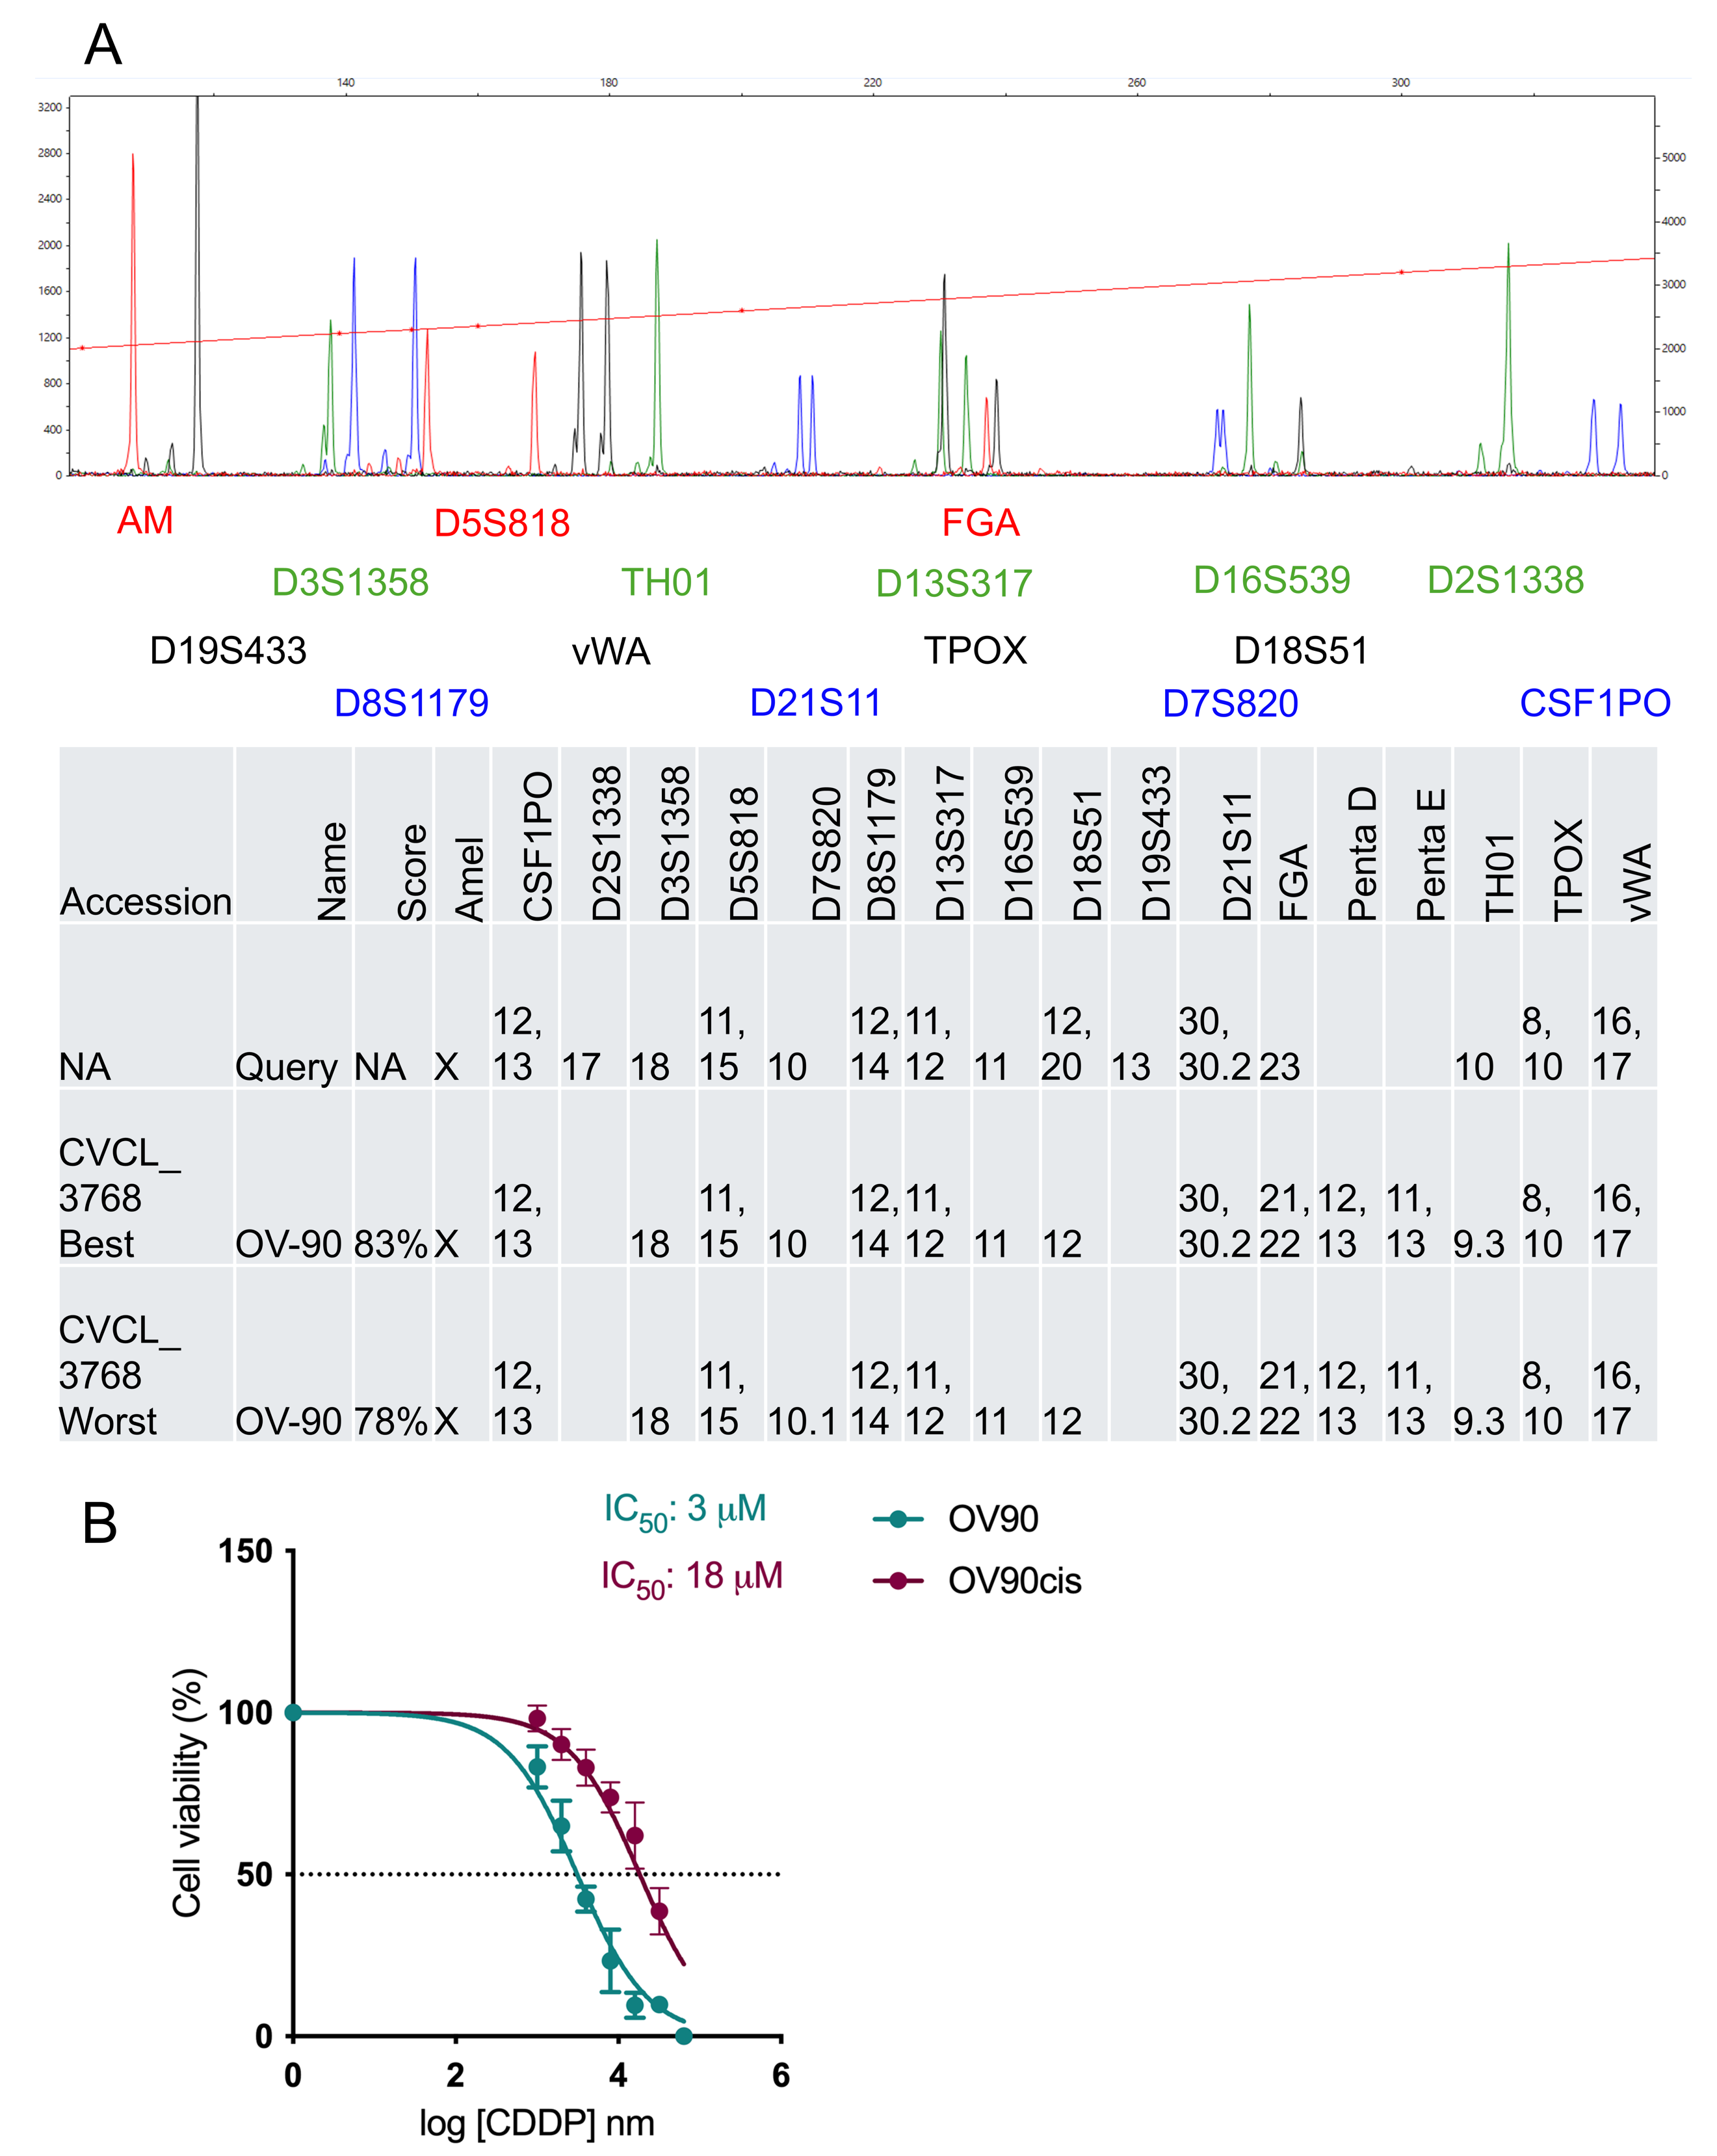 A
140 180 220 260 300
3200
2800
2400
2000
1600
1200
800
400
0
5000
4000
3000
2000
1000
0
AM D5S818 FGA
D3S1358 TH01 D13S317 D16S539 D2S1338
D19S433 vWA TPOX D18S51
D8S1179 D21S11 D7S820 CSF1PO
Accession Name Score Amel CSF1PO D2S1338 D3S1358 D5S818 D7S820 D8S1179 D13S317 D16S539 D18S51 D19S433 D21S11 FGA Penta D Penta E TH01 TPOX vWA
12, 11, 12, 11, 12, 30, 8, 16,
NA Query NA X 13 17 18 15 10 14 12 11 20 13 30.2 23 10 10 17
CVCL_
3768 12, 11, 12, 11, 30, 21, 12, 11, 8, 16,
Best OV-90 83% X 13 18 15 10 14 12 11 12 30.2 22 13 13 9.3 10 17
CVCL_
3768 12, 11, 12, 11, 30, 21, 12, 11, 8, 16,
Worst OV-90 78% X 13 18 15 10.1 14 12 11 12 30.2 22 13 13 9.3 10 17
B
IC50: 3 μM OV90
IC50: 18 μM OV90cis
150
100
50
0
Cell viability (%)
0 2 4 6
log [CDDP] nm